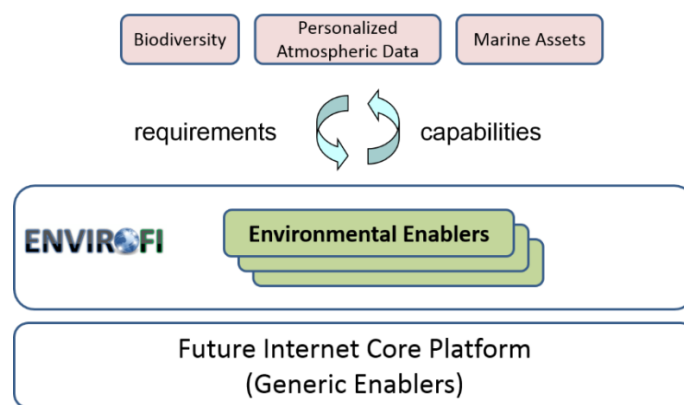 Biodiversity
Personalized
Atmospheric Data
Marine Assets
requirements
capabilities
ENVIROFI
Environmental Enablers
Future Internet Core Platform
(Generic Enablers)